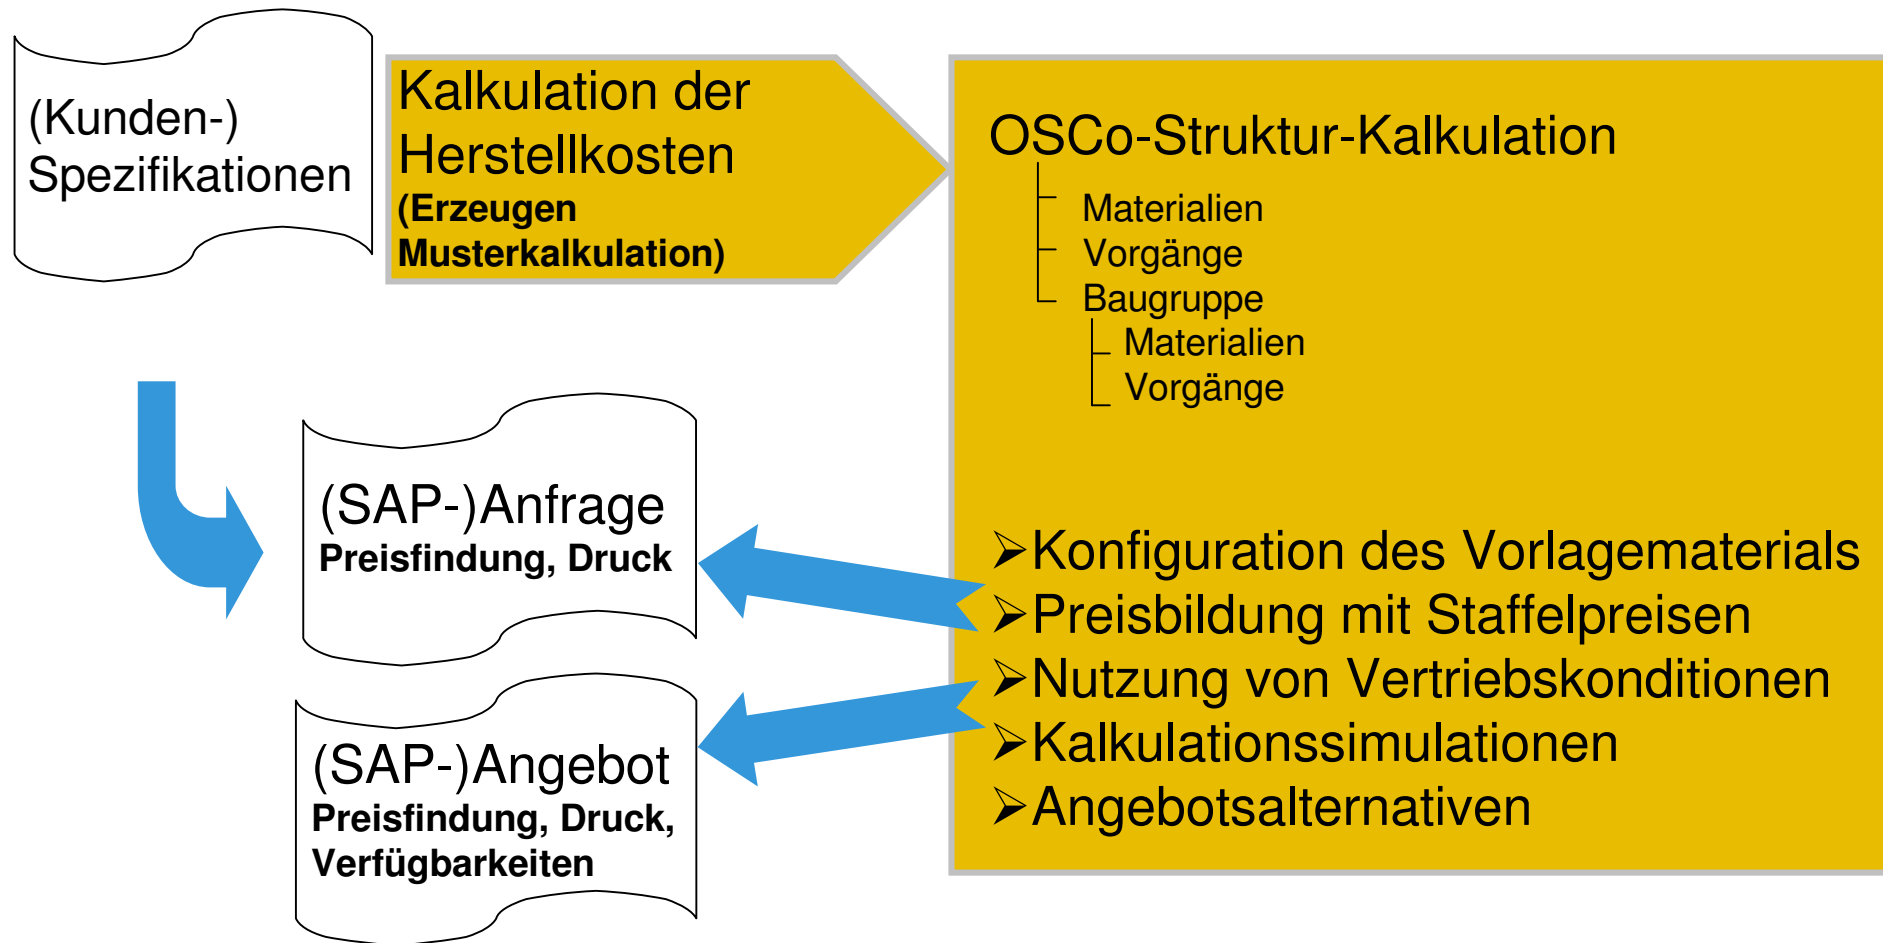 (Kunden-)
Spezifikationen
Kalkulation der
Herstellkosten
(Erzeugen
Musterkalkulation)
OSCo-Struktur-Kalkulation
Materialien
Vorgänge
Baugruppe
Materialien
Vorgänge
(SAP-)Anfrage
Preisfindung, Druck
(SAP-)Angebot
Preisfindung, Druck,
Verfügbarkeiten
➢Konfiguration des Vorlagematerials
➢Preisbildung mit Staffelpreisen
➢Nutzung von Vertriebskonditionen
➢Kalkulationssimulationen
➢Angebotsalternativen